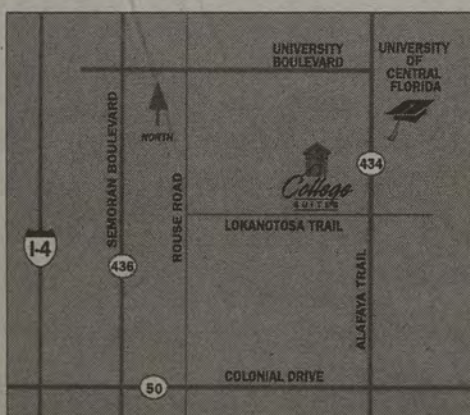 UNIVERSITY
BOULEVARD
UNIVERSITY
OF
CENTRAL
FLORIDA
SEMORAN BOULEVARD
NORTH
ROUSE ROAD
434
College
SUITES
LOKANOTOSA TRAIL
I-4
436
ALAFAYA TRAIL
COLONIAL DRIVE
50